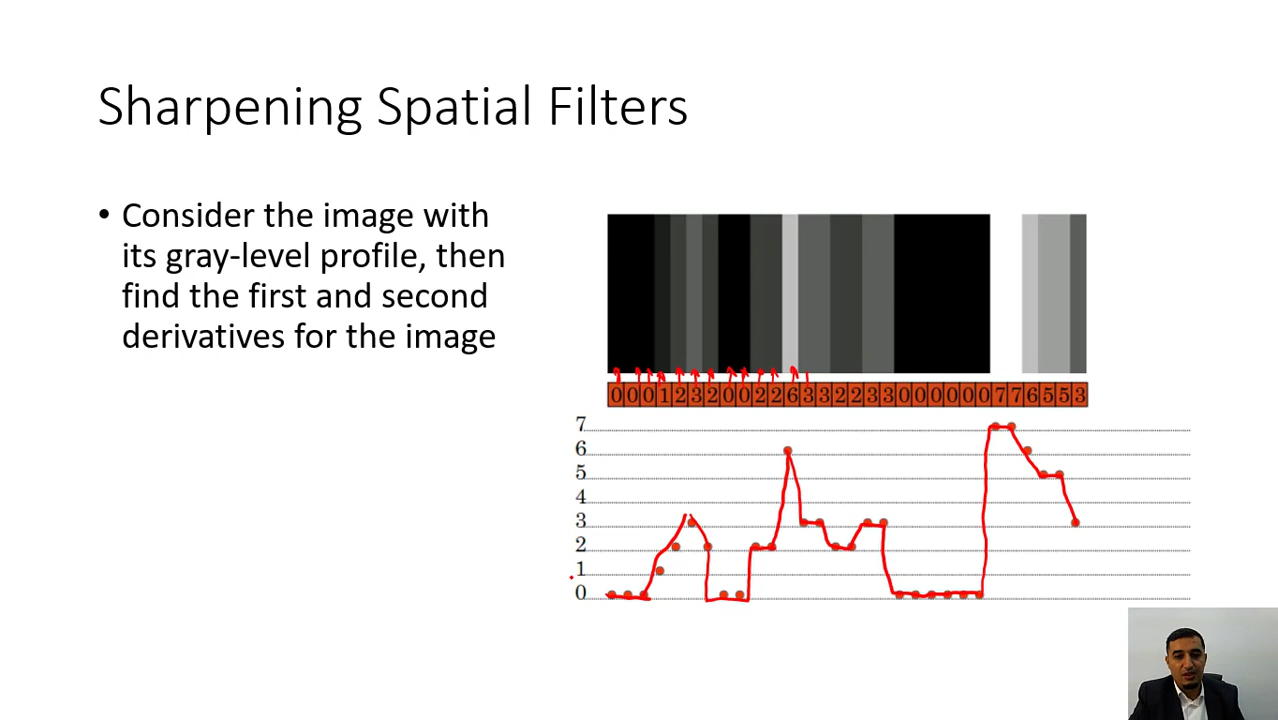 Sharpening Spatial Filters
• Consider the image with
its gray-level profile, then
find the first and second
derivatives for the image
0 0 0 1 2 3 2 0 0 2 2 6 3 3 2 2 3 3 0 0 0 0 0 0 7 7 6 5 5 3
7
6
5
4
3
2
1
0